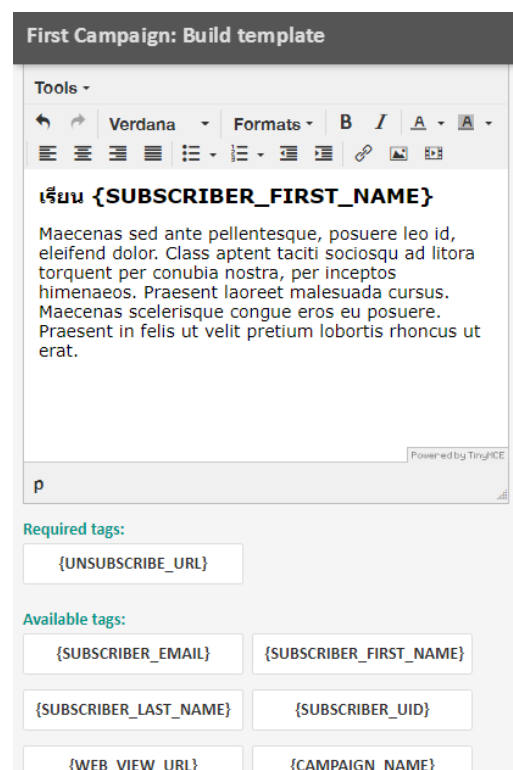 First Campaign: Build template
Tools
Verdana Formats B I A A
เรียน {SUBSCRIBER_FIRST_NAME}
Maecenas sed ante pellentesque, posuere leo id,
eleifend dolor. Class aptent taciti sociosqu ad litora
torquent per conubia nostra, per inceptos
himenaeos. Praesent laoreet malesuada cursus.
Maecenas scelerisque congue eros eu posuere.
Praesent in felis ut velit pretium lobortis rhoncus ut
erat.
Powered by TinyMCE
p
Required tags:
{UNSUBSCRIBE_URL}
Available tags:
{SUBSCRIBER_EMAIL} {SUBSCRIBER_FIRST_NAME}
{SUBSCRIBER_LAST_NAME} {SUBSCRIBER_UID}
{WEB_VIEW_URL} {CAMPAIGN_NAME}